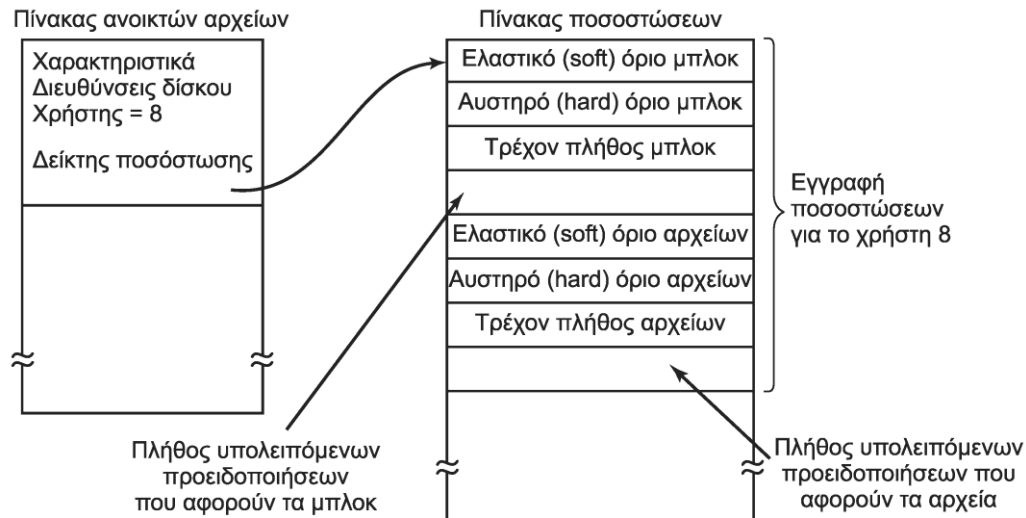 Πίνακας ανοικτών αρχείων
Χαρακτηριστικά
Διευθύνσεις δίσκου
Χρήστης = 8
Δείκτης ποσόστωσης
Πίνακας ποσοστώσεων
Ελαστικό (soft) όριο μπλοκ
Αυστηρό (hard) όριο μπλοκ
Τρέχον πλήθος μπλοκ
Ελαστικό (soft) όριο αρχείων
Αυστηρό (hard) όριο αρχείων
Τρέχον πλήθος αρχείων
Εγγραφή
ποσοστώσεων
για το χρήστη 8
Πλήθος υπολειπόμενων
προειδοποιήσεων
που αφορούν τα μπλοκ
Πλήθος υπολειπόμενων
προειδοποιήσεων που
αφορούν τα αρχεία